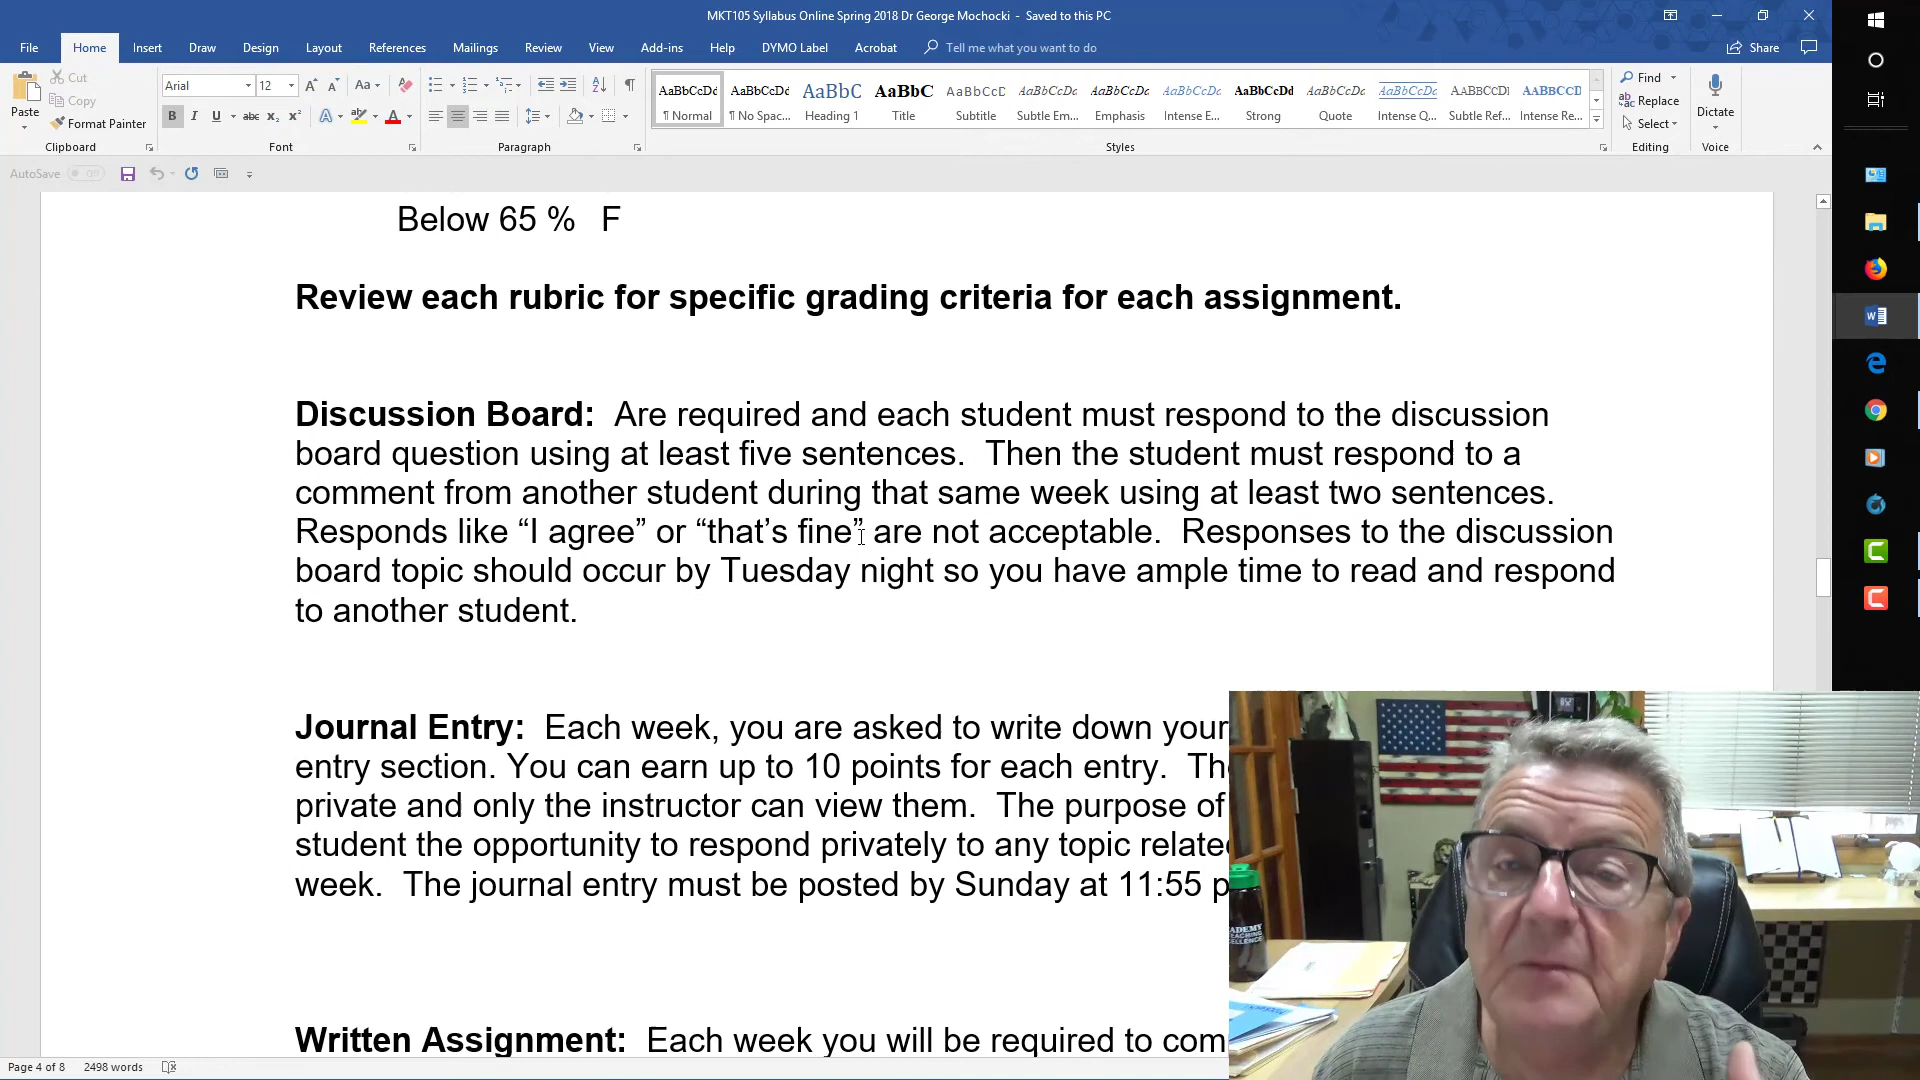 MKT105 Syllabus Online Spring 2018 Dr George Mochocki - Saved to this PC
File Home Insert Draw Design Layout References Mailings Review View Add-ins Help DYMO Label Acrobat Tell me what you want to do Share
Paste Cut Copy Format Painter
Clipboard
Arial 12 Aa
Font
Paragraph
AaBbCcDd AaBbCcDd AaBbC AaBbC AaBbCcD AaBbCcDc AaBbCcDc AaBbCcDc AaBbCcDd AaBbCcDc AaBbCcDc AABBCCDD AABBCCD
¶ Normal ¶ No Spac... Heading 1 Title Subtitle Subtle Em... Emphasis Intense E... Strong Quote Intense Q... Subtle Ref... Intense Re...
Styles
Find Replace Select
Editing
Dictate
Voice
AutoSave Off
Below 65 % F
Review each rubric for specific grading criteria for each assignment.
Discussion Board: Are required and each student must respond to the discussion
board question using at least five sentences. Then the student must respond to a
comment from another student during that same week using at least two sentences.
Responds like “I agree” or “that’s fine” are not acceptable. Responses to the discussion
board topic should occur by Tuesday night so you have ample time to read and respond
to another student.
Journal Entry: Each week, you are asked to write down your
entry section. You can earn up to 10 points for each entry. The
private and only the instructor can view them. The purpose of
student the opportunity to respond privately to any topic relate
week. The journal entry must be posted by Sunday at 11:55 p
Written Assignment: Each week you will be required to com
Page 4 of 8 2498 words